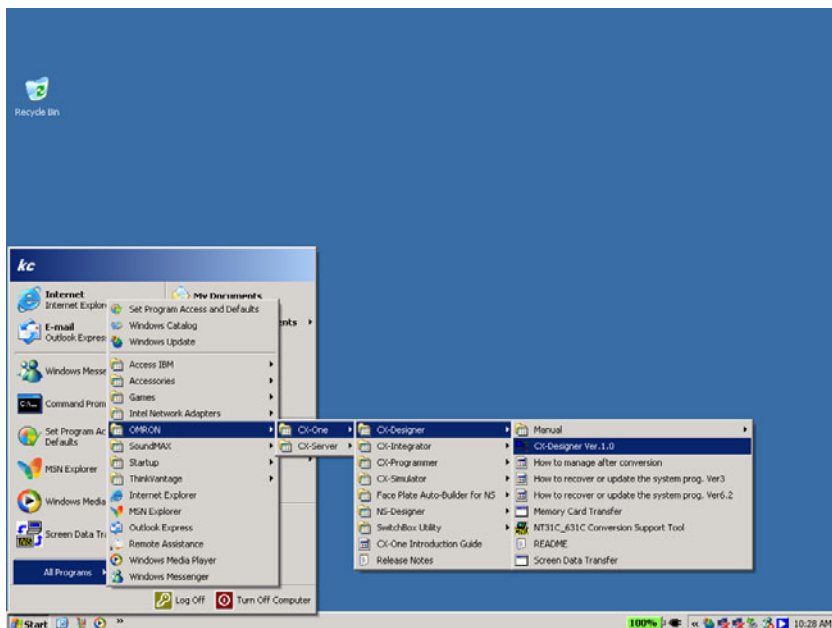 Recycle Bin
kc
Internet
Internet Explor
E-mail
Outlook Expres
Windows Messe
Command Prom
Set Program Ac
Defaults
MSN Explorer
Windows Media
Screen Data Tr
All Programs
My Documents
ents
Set Program Access and Defaults
Windows Catalog
Windows Update
Access IBM
Accessories
Games
Intel Network Adapters
OMRON
SoundMAX
Startup
ThinkVantage
Internet Explorer
MSN Explorer
Outlook Express
Remote Assistance
Windows Media Player
Windows Messenger
CX-One
CX-Server
CX-Designer
CX-Integrator
CX-Programmer
CX-Simulator
Face Plate Auto-Builder for NS
NS-Designer
SwitchBox Utility
CX-One Introduction Guide
Release Notes
Manual
CX-Designer Ver.1.0
How to manage after conversion
How to recover or update the system prog. Ver3
How to recover or update the system prog. Ver6.2
Memory Card Transfer
NT31C_631C Conversion Support Tool
README
Screen Data Transfer
Log Off
Turn Off Computer
Start
100%
10:28 AM